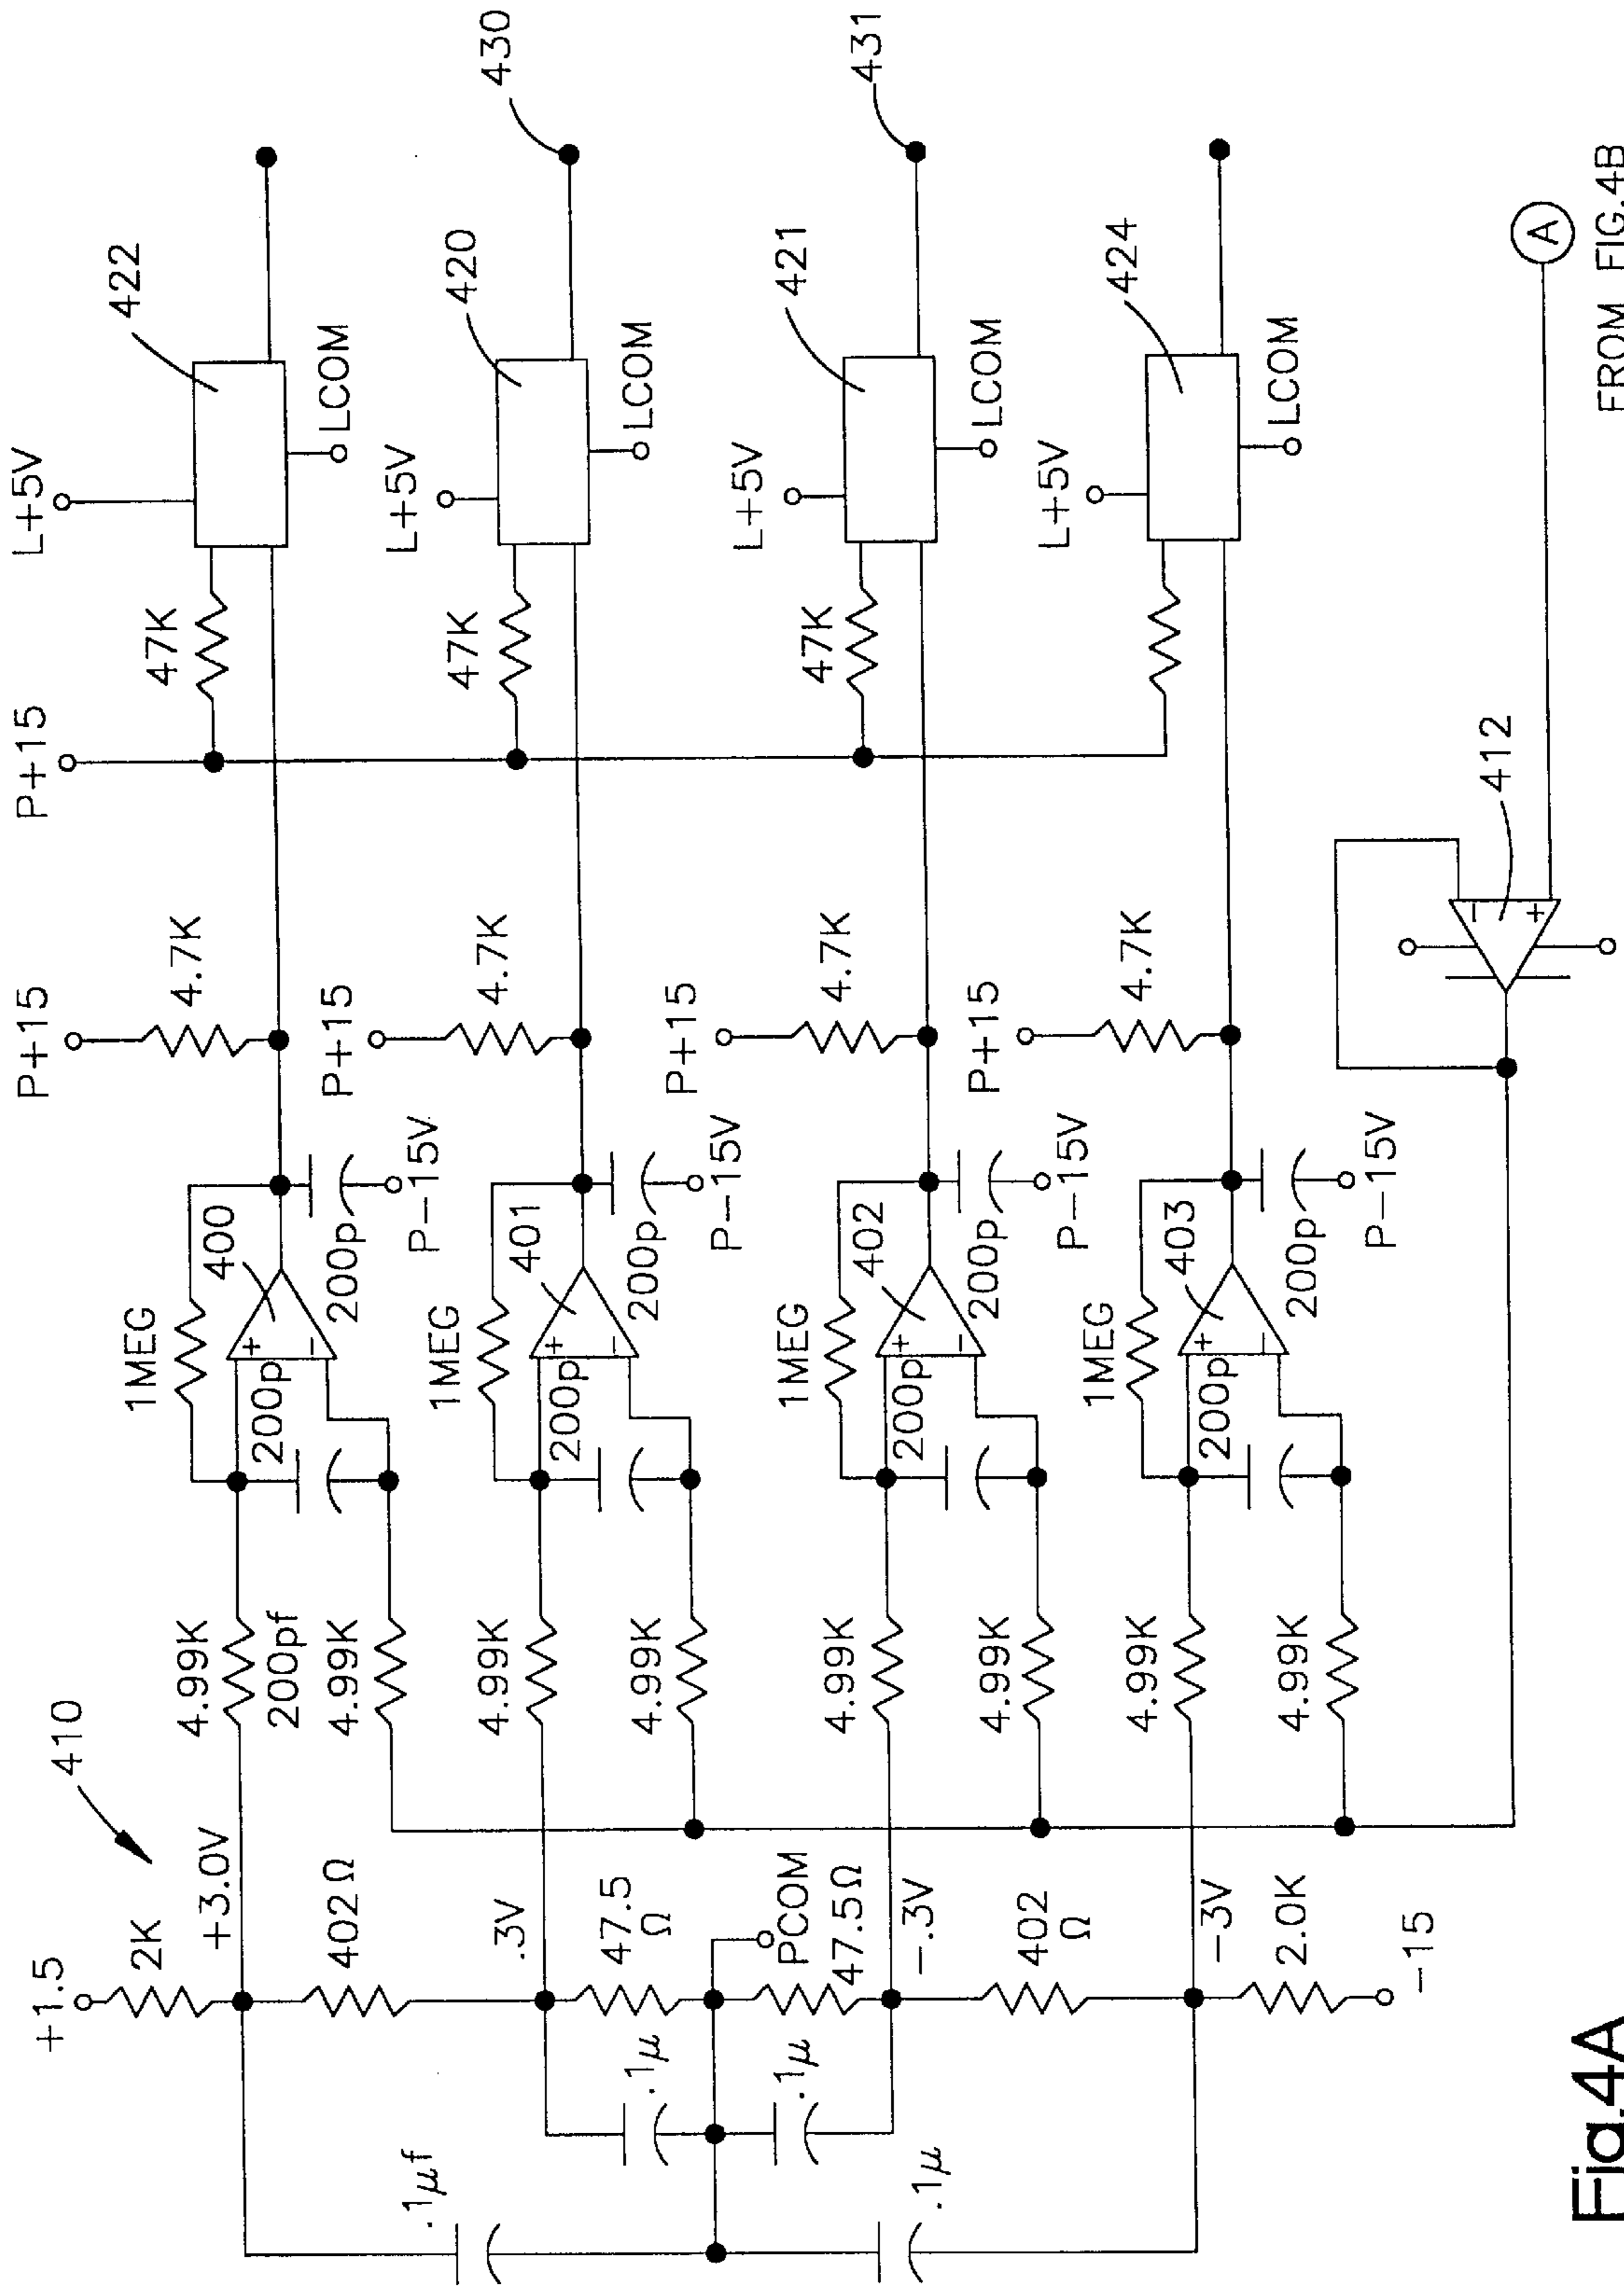 +1.5
2K
+3.0V
410
402Ω
.3V
47.5
Ω
PCOM
47.5Ω
-.3V
402
Ω
-3V
2.0K
-15
.1μf
.1μ
.1μ
.1μ
4.99K
200pf
4.99K
4.99K
4.99K
4.99K
4.99K
4.99K
4.99K
1MEG
200p
+
-
400
200p
P-15V
1MEG
200p
+
-
401
200p
P-15V
1MEG
200p
+
-
402
200p
P-15V
1MEG
200p
+
-
403
200p
P-15V
P+15
4.7K
P+15
4.7K
P+15
4.7K
P+15
4.7K
P+15
47K
47K
47K
L+5V
422
LCOM
L+5V
420
LCOM
430
L+5V
421
LCOM
431
L+5V
424
LCOM
-
+
412
A
FROM FIG.4B
Fig.4A